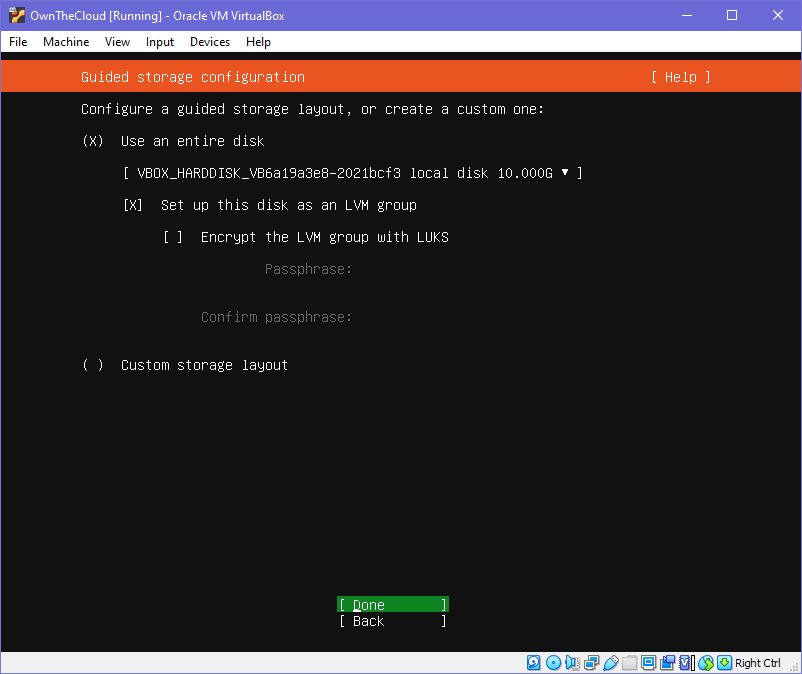 OwnTheCloud [Running] - Oracle VM VirtualBox
File Machine View Input Devices Help
Guided storage configuration [ Help ]
Configure a guided storage layout, or create a custom one:
(X) Use an entire disk
[ VBOX_HARDDISK_VB6a19a3e8-2021bcf3 local disk 10.000G ▾ ]
[X] Set up this disk as an LVM group
[ ] Encrypt the LVM group with LUKS
Passphrase:
Confirm passphrase:
( ) Custom storage layout
[ Done ]
[ Back ]
Right Ctrl